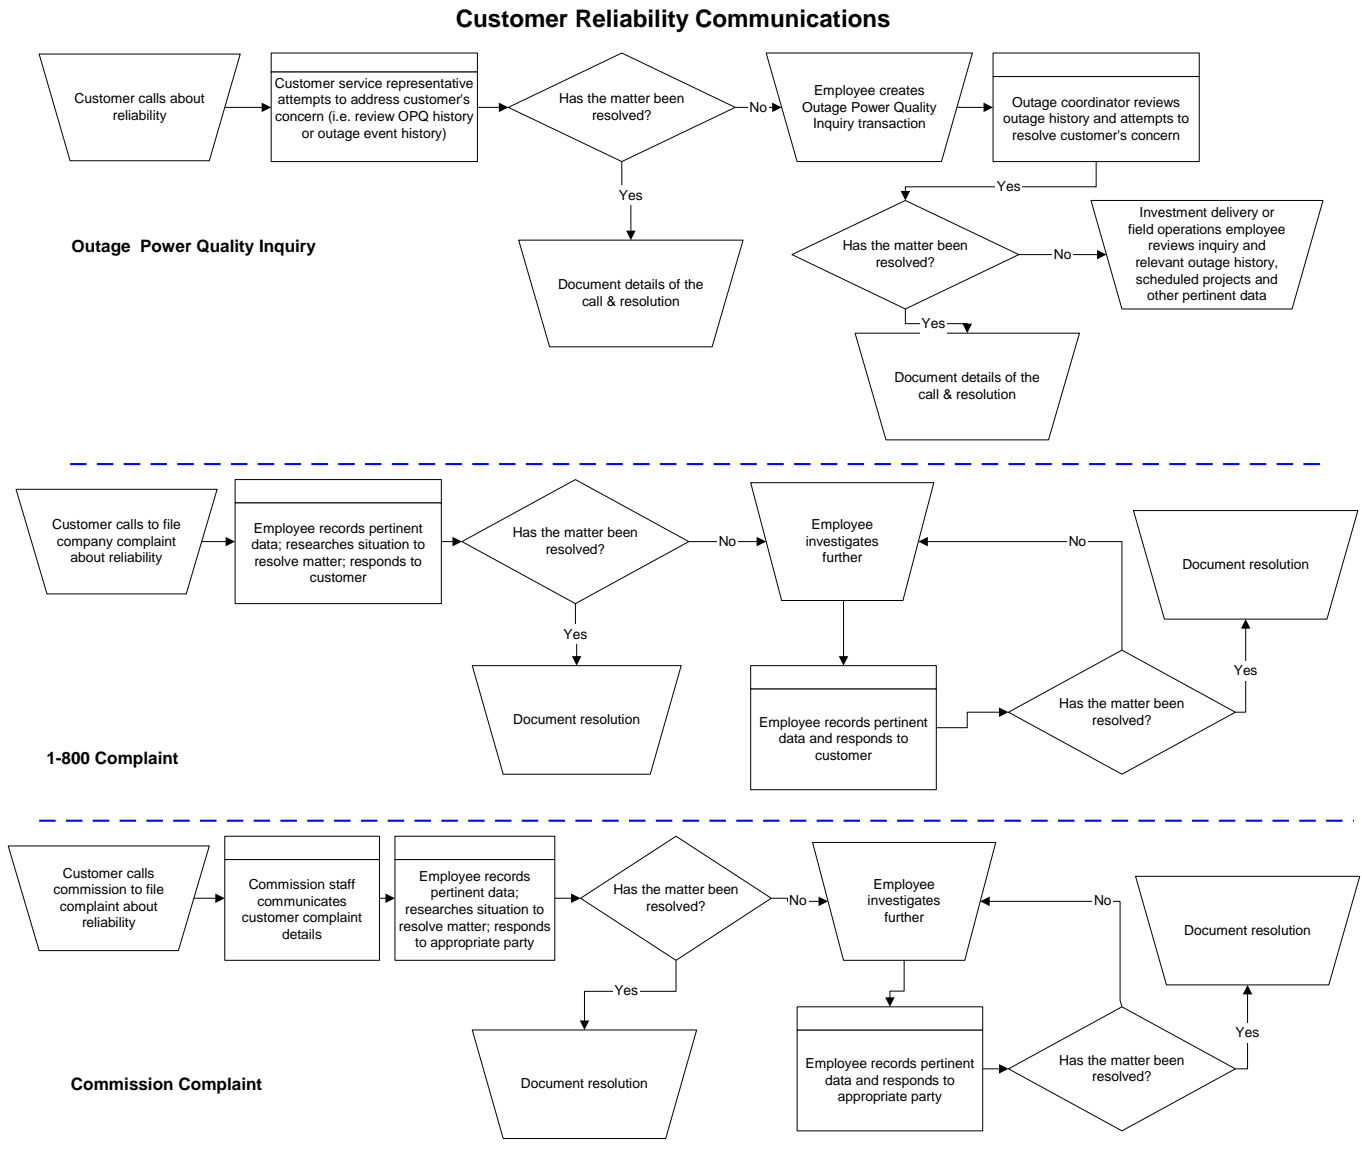 Customer Reliability Communications
Customer calls about
reliability
Customer service representative
attempts to address customer's
concern (i.e. review OPQ history
or outage event history)
Has the matter been
resolved?
No
Employee creates
Outage Power Quality
Inquiry transaction
Outage coordinator reviews
outage history and attempts to
resolve customer's concern
Yes
Yes
Outage  Power Quality Inquiry
Document details of the
call & resolution
Has the matter been
resolved?
No
Investment delivery or
field operations employee
reviews inquiry and
relevant outage history,
scheduled projects and
other pertinent data
Yes
Document details of the
call & resolution
Customer calls to file
company complaint
about reliability
Employee records pertinent
data; researches situation to
resolve matter; responds to
customer
Has the matter been
resolved?
No
Employee
investigates
further
No
Document resolution
Yes
Document resolution
Employee records pertinent
data and responds to
customer
Has the matter been
resolved?
Yes
1-800 Complaint
Customer calls
commission to file
complaint about
reliability
Commission staff
communicates
customer complaint
details
Employee records
pertinent data;
researches situation to
resolve matter; responds
to appropriate party
Has the matter been
resolved?
No
Employee
investigates
further
No
Document resolution
Yes
Document resolution
Employee records pertinent
data and responds to
appropriate party
Has the matter been
resolved?
Yes
Commission Complaint